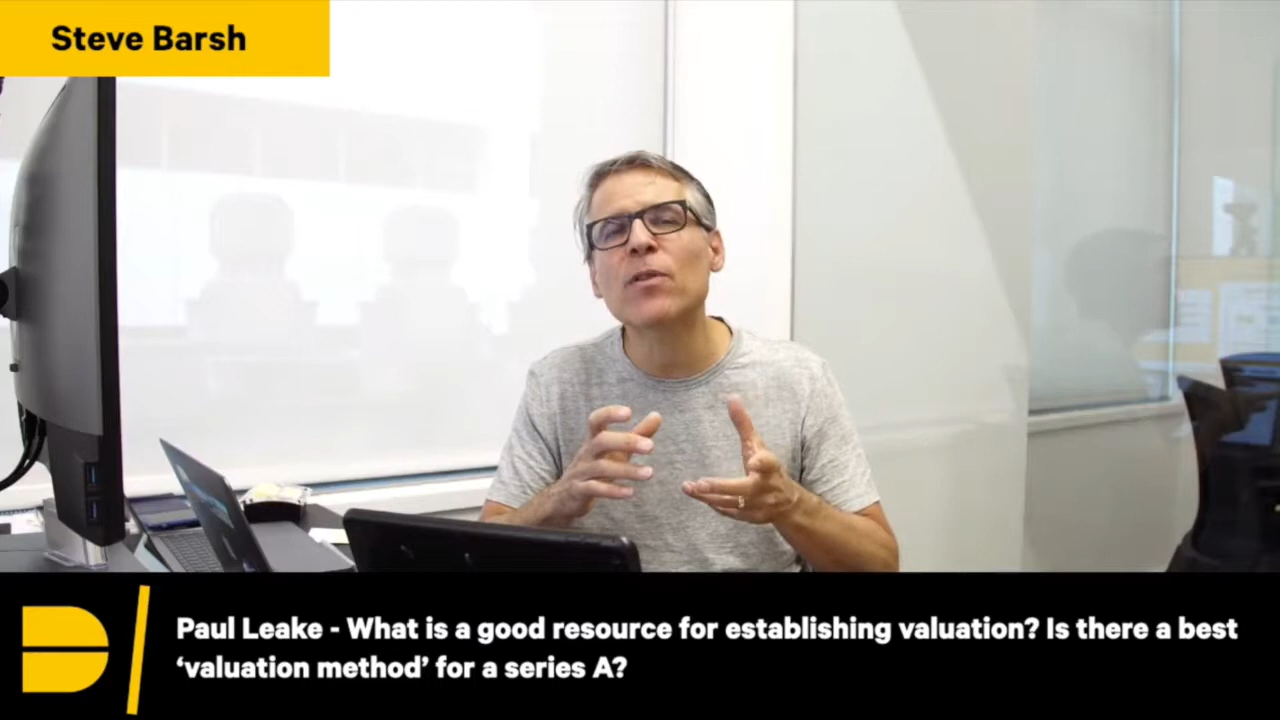 Steve Barsh
Paul Leake - What is a good resource for establishing valuation? Is there a best
‘valuation method’ for a series A?